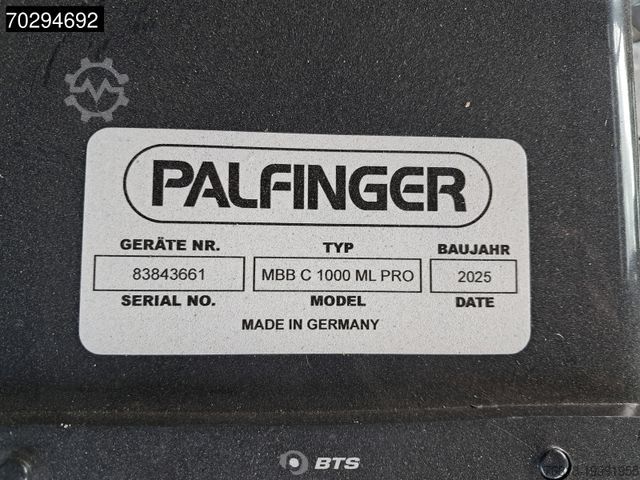 70294692
PALFINGER
GERÄTE NR. TYP BAUJAHR
83843661 MBB C 1000 ML PRO 2025
SERIAL NO. MODEL DATE
MADE IN GERMANY
BTS